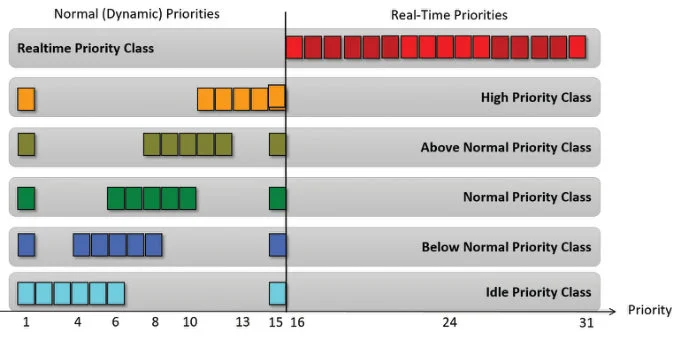 Normal (Dynamic) Priorities
Real-Time Priorities
Realtime Priority Class
High Priority Class
Above Normal Priority Class
Normal Priority Class
Below Normal Priority Class
Idle Priority Class
Priority
1 4 6 8 10 13 15 16 24 31